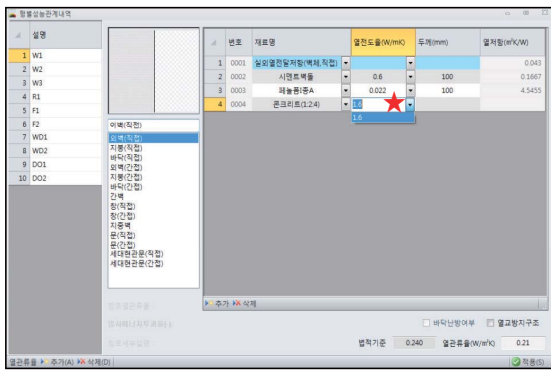 형별성능관계내역
설명
1 W1
2 W2
3 W3
4 R1
5 F1
6 F2
7 WD1
8 WD2
9 DO1
10 DO2
외벽(직접)
지붕(직접)
바닥(직접)
외벽(간접)
지붕(간접)
바닥(간접)
간벽
창(직접)
창(간접)
지중벽
문(직접)
문(간접)
세대현관문(직접)
세대현관문(간접)
번호 재료명 열전도율(W/mK) 두께(mm) 열저항(m²K/W)
1 0001 실외열전달저항(벽체,직접) 0.043
2 0002 시멘트벽돌 0.6 100 0.1667
3 0003 페놀폼1종A 0.022 100 4.5455
4 0004 콘크리트(1:2:4) 1.6
1.6
추가 삭제
바닥난방여부 열교방지구조
법적기준 0.240 열관류율(W/m²K) 0.21
열관류율 추가(A) 삭제(D) 적용(S)